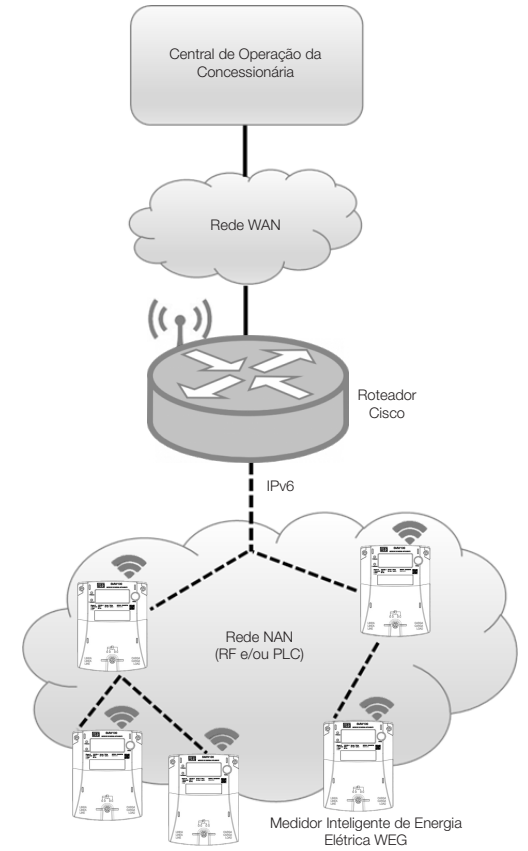 Central de Operação da
Concessionária
Rede WAN
Roteador
Cisco
IPv6
Rede NAN
(RF e/ou PLC)
Medidor Inteligente de Energia
Elétrica WEG